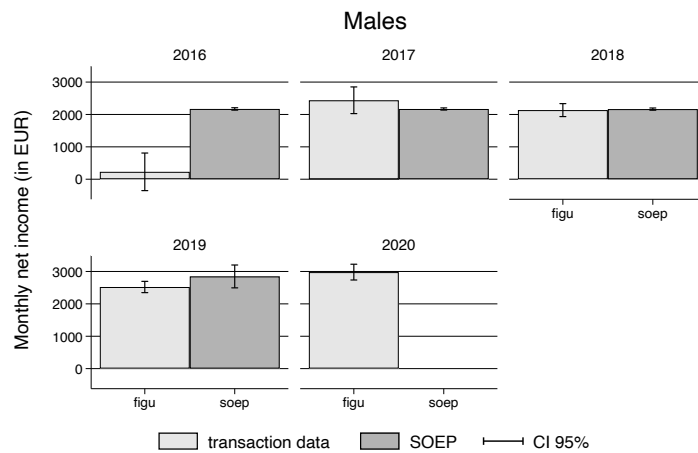 Males
2016 2017 2018
3000
2000
1000
0
figu soep
2019 2020
3000
2000
1000
0
figu soep figu soep
Monthly net income (in EUR)
transaction data SOEP CI 95%